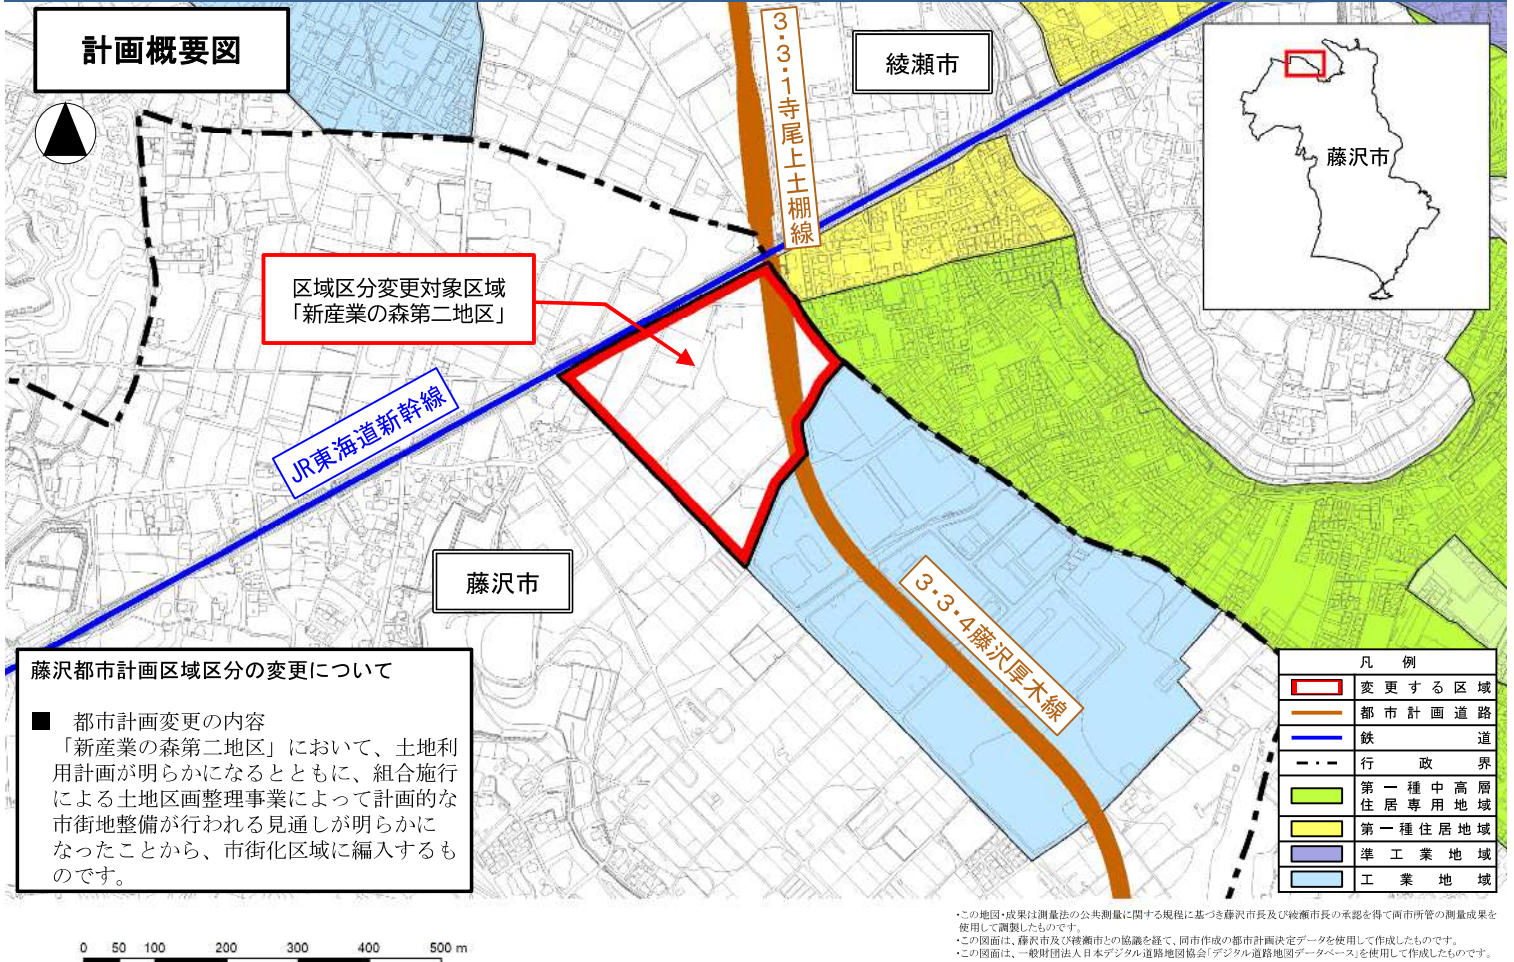 計画概要図
3・3・1寺尾上土棚線
綾瀬市
藤沢市
区域区分変更対象区域
「新産業の森第二地区」
JR東海道新幹線
藤沢市
3・3・4藤沢厚木線
藤沢都市計画区域区分の変更について
■ 都市計画変更の内容
「新産業の森第二地区」において、土地利
用計画が明らかになるとともに、組合施行
による土地区画整理事業によって計画的な
市街地整備が行われる見通しが明らかに
なったことから、市街化区域に編入するも
のです。
凡例
変更する区域
都市計画道路
鉄道
行政界
第一種中高層
住居専用地域
第一種住居地域
準工業地域
工業地域
0 50 100 200 300 400 500 m
・この地図・成果は測量法の公共測量に関する規程に基づき藤沢市長及び綾瀬市長の承認を得て両市所管の測量成果を
使用して調製したものです。
・この図面は、藤沢市及び綾瀬市との協議を経て、同市作成の都市計画決定データを使用して作成したものです。
・この図面は、一般財団法人日本デジタル道路地図協会「デジタル道路地図データベース」を使用して作成したものです。